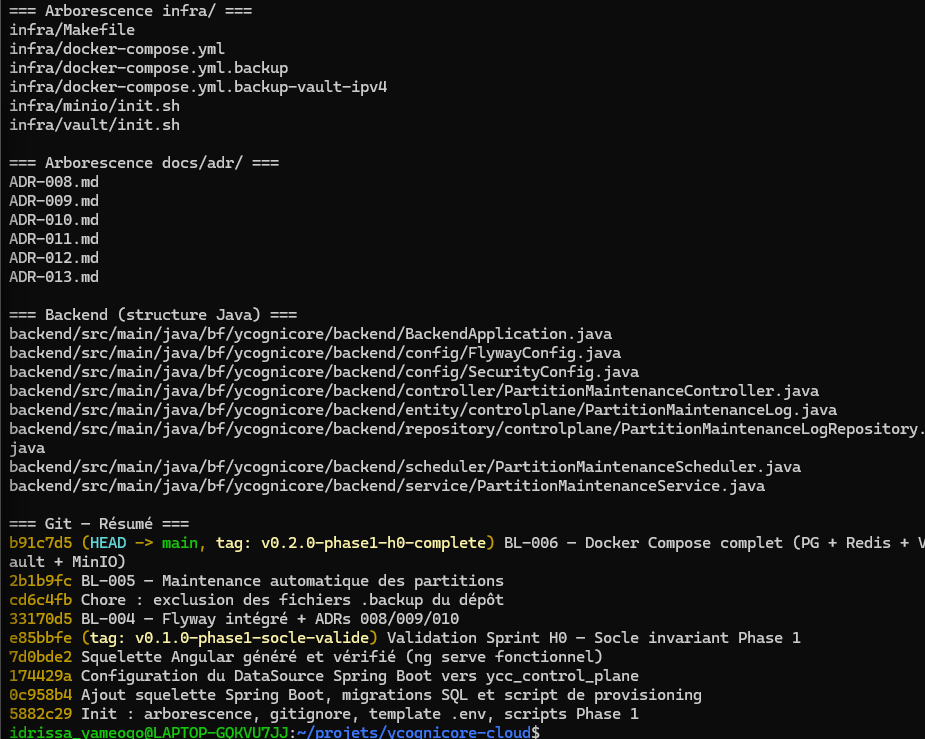 === Arborescence infra/ ===
infra/Makefile
infra/docker-compose.yml
infra/docker-compose.yml.backup
infra/docker-compose.yml.backup-vault-ipv4
infra/minio/init.sh
infra/vault/init.sh
=== Arborescence docs/adr/ ===
ADR-008.md
ADR-009.md
ADR-010.md
ADR-011.md
ADR-012.md
ADR-013.md
=== Backend (structure Java) ===
backend/src/main/java/bf/ycognicore/backend/BackendApplication.java
backend/src/main/java/bf/ycognicore/backend/config/FlywayConfig.java
backend/src/main/java/bf/ycognicore/backend/config/SecurityConfig.java
backend/src/main/java/bf/ycognicore/backend/controller/PartitionMaintenanceController.java
backend/src/main/java/bf/ycognicore/backend/entity/controlplane/PartitionMaintenanceLog.java
backend/src/main/java/bf/ycognicore/backend/repository/controlplane/PartitionMaintenanceLogRepository.
java
backend/src/main/java/bf/ycognicore/backend/scheduler/PartitionMaintenanceScheduler.java
backend/src/main/java/bf/ycognicore/backend/service/PartitionMaintenanceService.java
=== Git — Résumé ===
b91c7d5 (HEAD -> main, tag: v0.2.0-phase1-h0-complete) BL-006 — Docker Compose complet (PG + Redis + V
ault + MinIO)
2b1b9fc BL-005 — Maintenance automatique des partitions
cd6c4fb Chore : exclusion des fichiers .backup du dépôt
33170d5 BL-004 — Flyway intégré + ADRs 008/009/010
e85bbfe (tag: v0.1.0-phase1-socle-valide) Validation Sprint H0 — Socle invariant Phase 1
7d0bde2 Squelette Angular généré et vérifié (ng serve fonctionnel)
174429a Configuration du DataSource Spring Boot vers ycc_control_plane
0c958b4 Ajout squelette Spring Boot, migrations SQL et script de provisioning
5882c29 Init : arborescence, gitignore, template .env, scripts Phase 1
idrissa_yameogo@LAPTOP-GQKVU7JJ:~/projets/ycognicore-cloud$